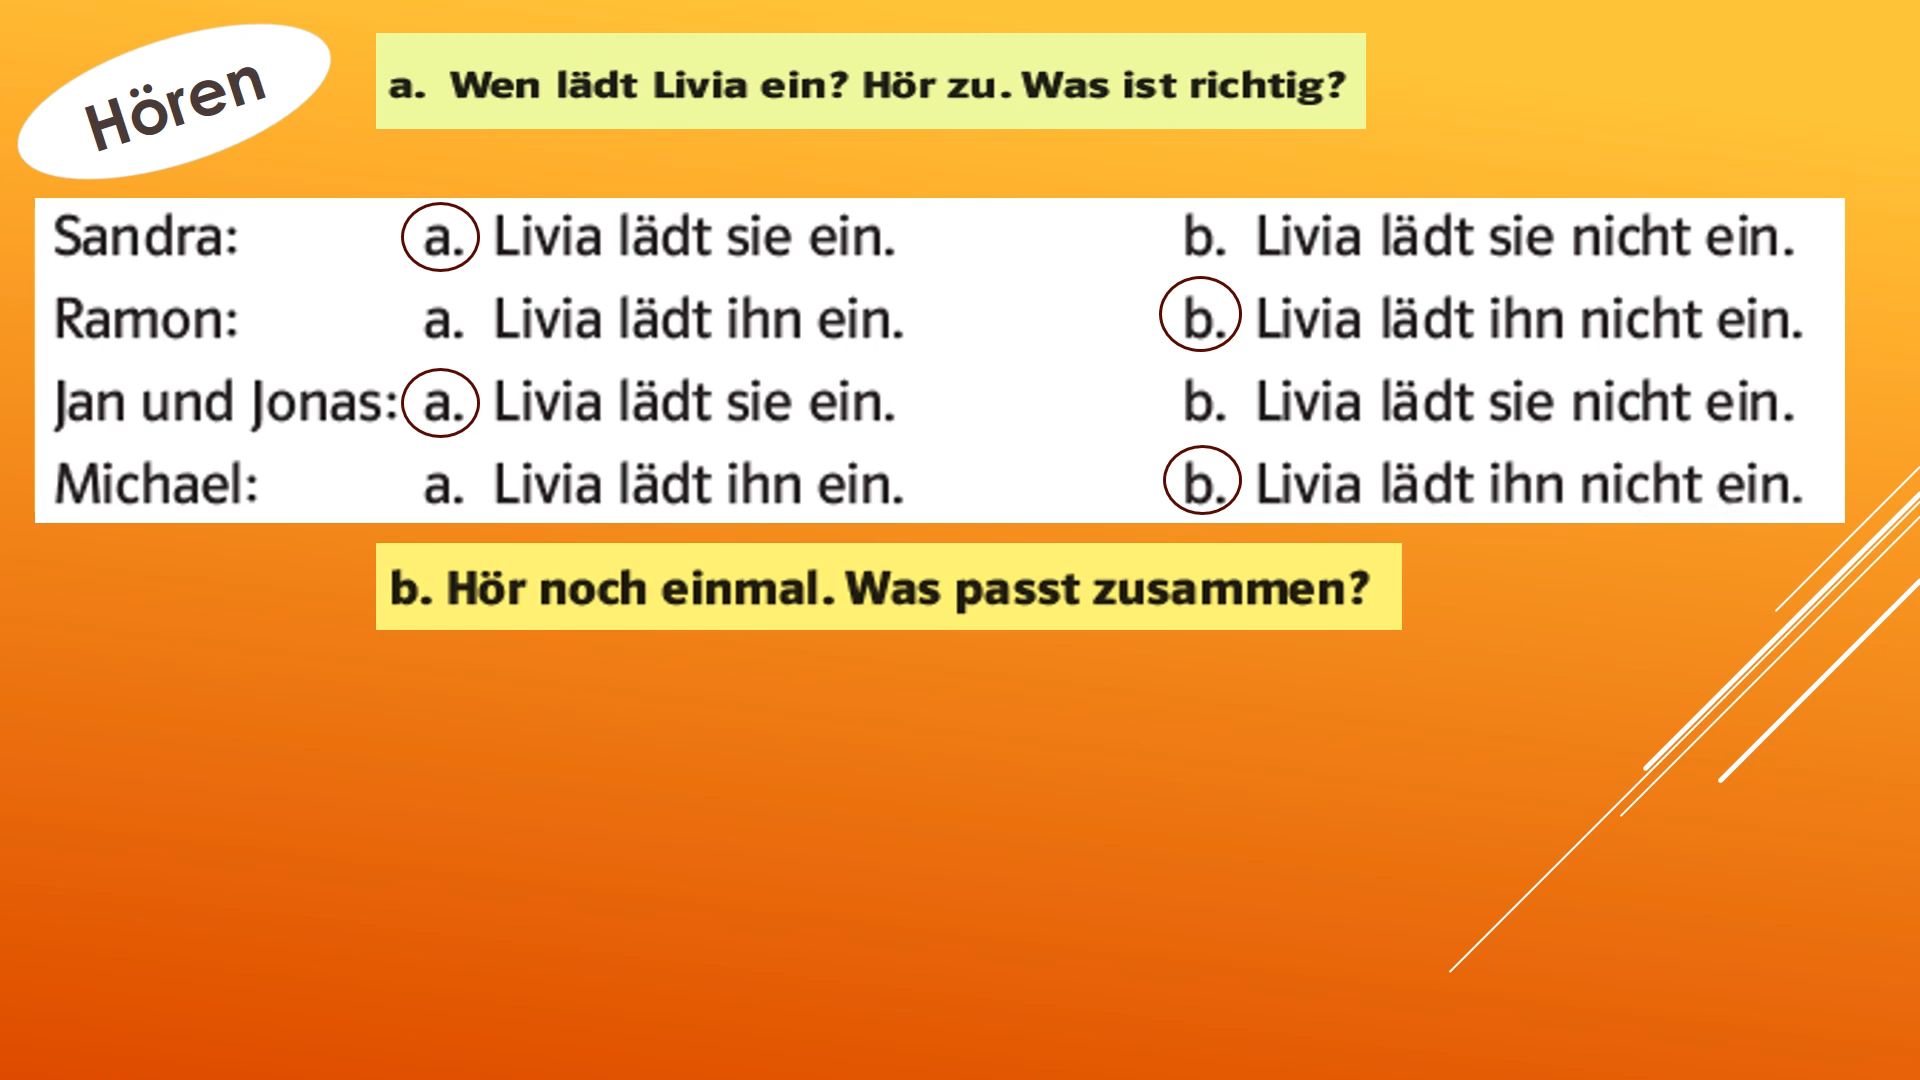 Hören
a. Wen lädt Livia ein? Hör zu. Was ist richtig?
Sandra: a. Livia lädt sie ein. b. Livia lädt sie nicht ein.
Ramon: a. Livia lädt ihn ein. b. Livia lädt ihn nicht ein.
Jan und Jonas: a. Livia lädt sie ein. b. Livia lädt sie nicht ein.
Michael: a. Livia lädt ihn ein. b. Livia lädt ihn nicht ein.
b. Hör noch einmal. Was passt zusammen?